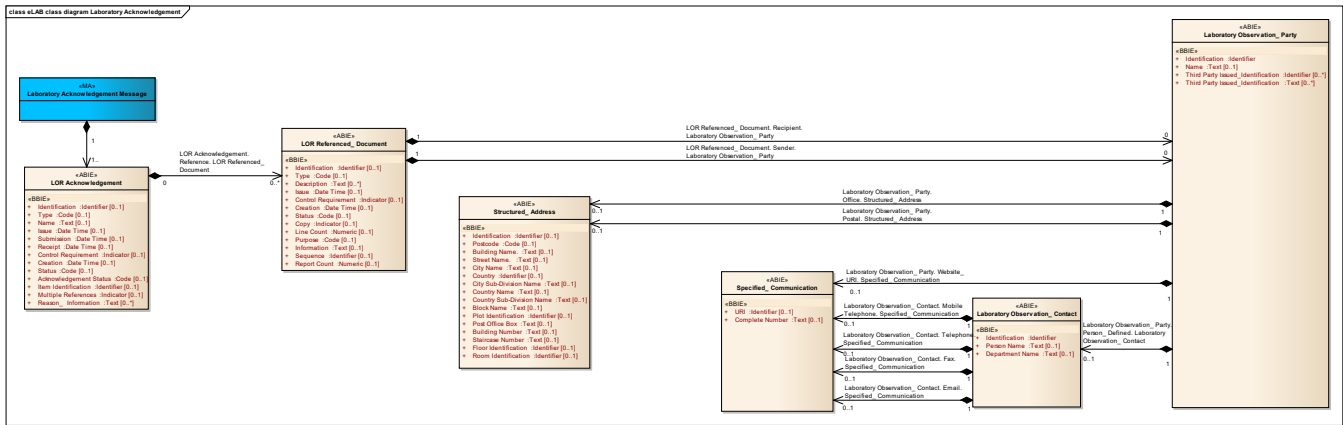 class eLAB class diagram Laboratory Acknowledgement
«MA»
Laboratory Acknowledgement Message
1
1..
«ABIE»
LOR Acknowledgement
«BBIE»
+ Identification :Identifier [0..1]
+ Type :Code [0..1]
+ Name :Text [0..1]
+ Issue :Date Time [0..1]
+ Submission :Date Time [0..1]
+ Receipt :Date Time [0..1]
+ Control Requirement :Indicator [0..1]
+ Creation :Date Time [0..1]
+ Status :Code [0..1]
+ Acknowledgement Status :Code [0..1]
+ Item Identification :Identifier [0..1]
+ Multiple References :Indicator [0..1]
+ Reason_ Information :Text [0..*]
LOR Acknowledgement.
Reference. LOR Referenced_
Document
0
0..*
«ABIE»
LOR Referenced_ Document
«BBIE»
+ Identification :Identifier [0..1]
+ Type :Code [0..1]
+ Description :Text [0..*]
+ Issue :Date Time [0..1]
+ Control Requirement :Indicator [0..1]
+ Creation :Date Time [0..1]
+ Status :Code [0..1]
+ Copy :Indicator [0..1]
+ Line Count :Numeric [0..1]
+ Purpose :Code [0..1]
+ Information :Text [0..1]
+ Sequence :Identifier [0..1]
+ Report Count :Numeric [0..1]
1
LOR Referenced_ Document. Recipient.
Laboratory Observation_ Party
0
1
LOR Referenced_ Document. Sender.
Laboratory Observation_ Party
0
«ABIE»
Structured_ Address
«BBIE»
+ Identification :Identifier [0..1]
+ Postcode :Code [0..1]
+ Building Name. :Text [0..1]
+ Street Name. :Text [0..1]
+ City Name :Text [0..1]
+ Country :Identifier [0..1]
+ City Sub-Division Name :Text [0..1]
+ Country Name :Text [0..1]
+ Country Sub-Division Name :Text [0..1]
+ Block Name :Text [0..1]
+ Plot Identification :Identifier [0..1]
+ Post Office Box :Text [0..1]
+ Building Number :Text [0..1]
+ Staircase Number :Text [0..1]
+ Floor Identification :Identifier [0..1]
+ Room Identification :Identifier [0..1]
Laboratory Observation_ Party.
Office. Structured_ Address
0..1
1
Laboratory Observation_ Party.
Postal. Structured_ Address
0..1
1
«ABIE»
Specified_ Communication
«BBIE»
+ URI :Identifier [0..1]
+ Complete Number :Text [0..1]
Laboratory Observation_ Party. Website_
URI. Specified_ Communication
0..1
1
Laboratory Observation_ Contact. Mobile
Telephone. Specified_ Communication
0..1
1
Laboratory Observation_ Contact. Telephone
Specified_ Communication
0..1
1
Laboratory Observation_ Contact. Fax.
Specified_ Communication
0..1
1
Laboratory Observation_ Contact. Email.
Specified_ Communication
0..1
1
«ABIE»
Laboratory Observation_ Contact
«BBIE»
+ Identification :Identifier
+ Person Name :Text [0..1]
+ Department Name :Text [0..1]
Laboratory Observation_ Party.
Person_ Defined. Laboratory
Observation_ Contact
0..1
1
«ABIE»
Laboratory Observation_ Party
«BBIE»
+ Identification :Identifier
+ Name :Text [0..1]
+ Third Party Issued_Identification :Identifier [0..*]
+ Third Party Issued_Identification :Text [0..*]